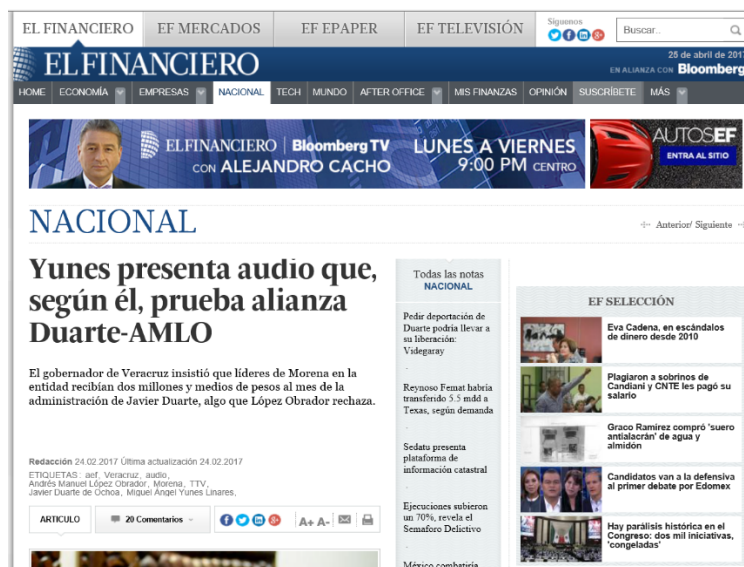 EL FINANCIERO EF MERCADOS EF EPAPER EF TELEVISIÓN
Síguenos
Buscar..
EL FINANCIERO
25 de abril de 2017
EN ALIANZA CON Bloomberg
HOME ECONOMÍA EMPRESAS NACIONAL TECH MUNDO AFTER OFFICE MIS FINANZAS OPINIÓN SUSCRÍBETE MÁS
EL FINANCIERO | Bloomberg TV
CON ALEJANDRO CACHO
LUNES A VIERNES
9:00 PM CENTRO
AUTOSEF
ENTRA AL SITIO
NACIONAL
Anterior/ Siguiente
Yunes presenta audio que,
según él, prueba alianza
Duarte-AMLO
El gobernador de Veracruz insistió que líderes de Morena en la
entidad recibían dos millones y medios de pesos al mes de la
administración de Javier Duarte, algo que López Obrador rechaza.
Redacción 24.02.2017 Última actualización 24.02.2017
ETIQUETAS: aef, Veracruz, audio,
Andrés Manuel López Obrador, Morena, TTV,
Javier Duarte de Ochoa, Miguel Ángel Yunes Linares,
ARTICULO 20 Comentarios A+ A-
Todas las notas
NACIONAL
Pedir deportación de
Duarte podría llevar a
su liberación:
Videgaray
Reynoso Femat habría
transferido 5.5 mdd a
Texas, según demanda
Sedatu presenta
plataforma de
información catastral
Ejecuciones subieron
un 70%, revela el
Semaforo Delictivo
México combatiría
EF SELECCIÓN
Eva Cadena, en escándalos
de dinero desde 2010
Plagiaron a sobrinos de
Candiani y CNTE les pagó su
salario
Graco Ramírez compró 'suero
antialacrán' de agua y
almidón
Candidatos van a la defensiva
al primer debate por Edomex
Hay parálisis histórica en el
Congreso: dos mil iniciativas,
'congeladas'